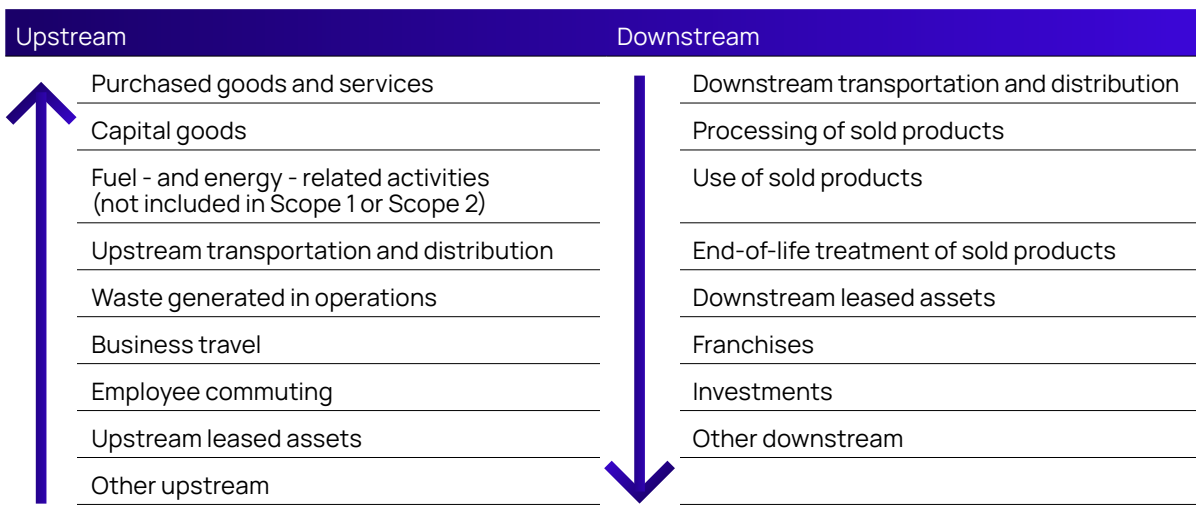 Upstream
Downstream
Purchased goods and services
Downstream transportation and distribution
Capital goods
Processing of sold products
Fuel - and energy - related activities
(not included in Scope 1 or Scope 2)
Use of sold products
Upstream transportation and distribution
End-of-life treatment of sold products
Waste generated in operations
Downstream leased assets
Business travel
Franchises
Employee commuting
Investments
Upstream leased assets
Other downstream
Other upstream